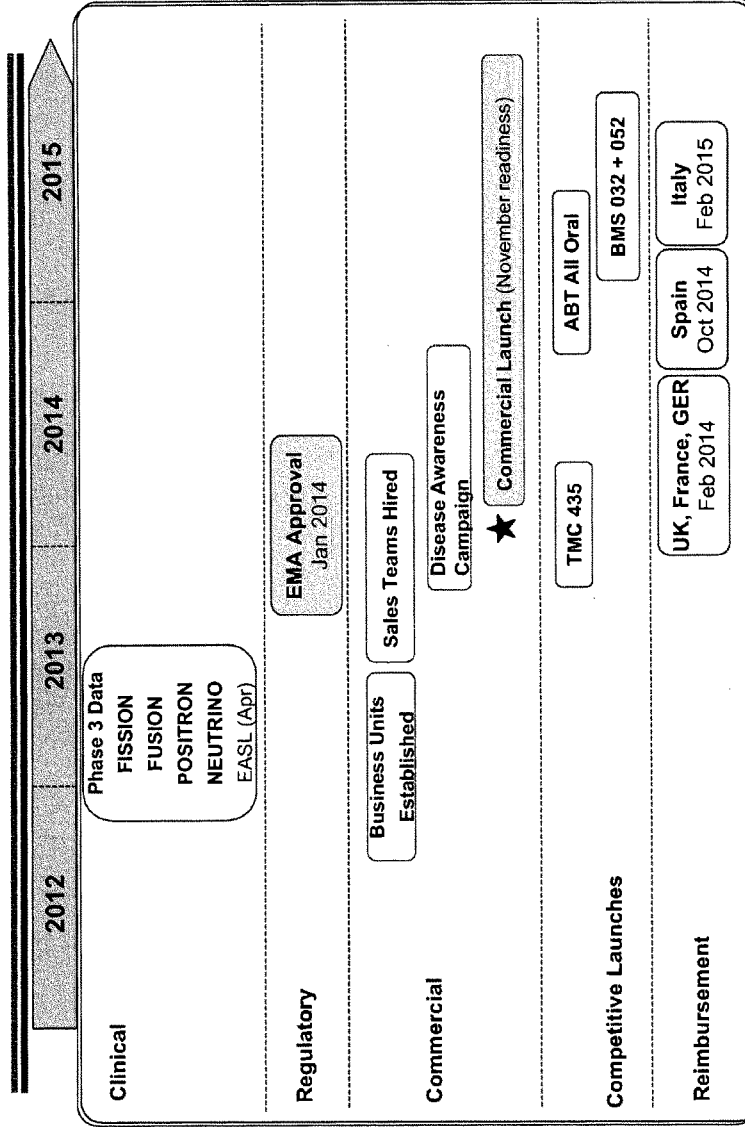 2012
2013
2014
2015
Clinical
Phase 3 Data
FISSION
FUSION
POSITRON
NEUTRINO
EASL (Apr)
Regulatory
EMA Approval
Jan 2014
Commercial
Business Units
Established
Sales Teams Hired
Disease Awareness
Campaign
Commercial Launch (November readiness)
Competitive Launches
TMC 435
ABT All Oral
BMS 032 + 052
Reimbursement
UK, France, GER
Feb 2014
Spain
Oct 2014
Italy
Feb 2015